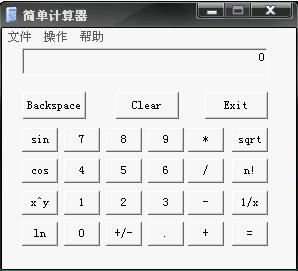 简单计算器
文件 操作 帮助
0
Backspace Clear Exit
sin 7 8 9 * sqrt
cos 4 5 6 / n!
x^y 1 2 3 - 1/x
ln 0 +/- . + =